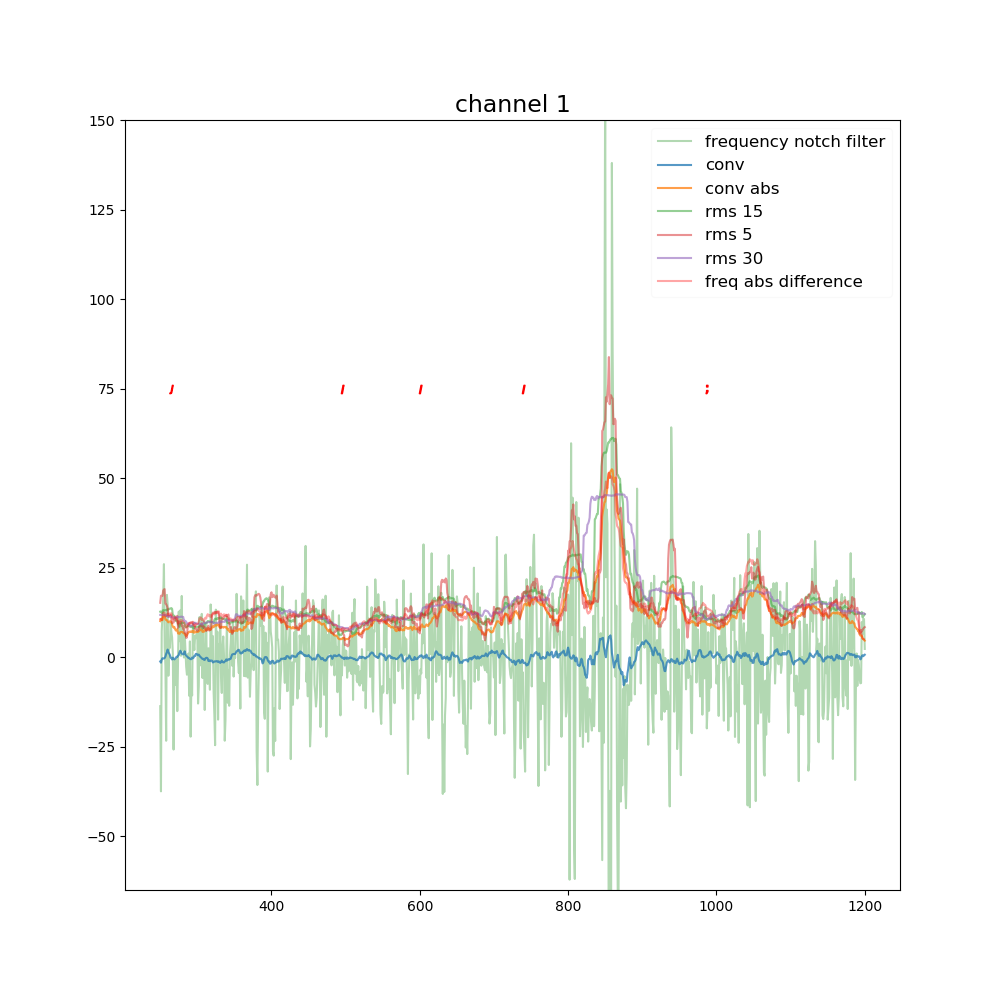 channel 1
150
125
100
75
50
25
0
−25
−50
frequency notch filter
conv
conv abs
rms 15
rms 5
rms 30
freq abs difference
400 600 800 1000 1200